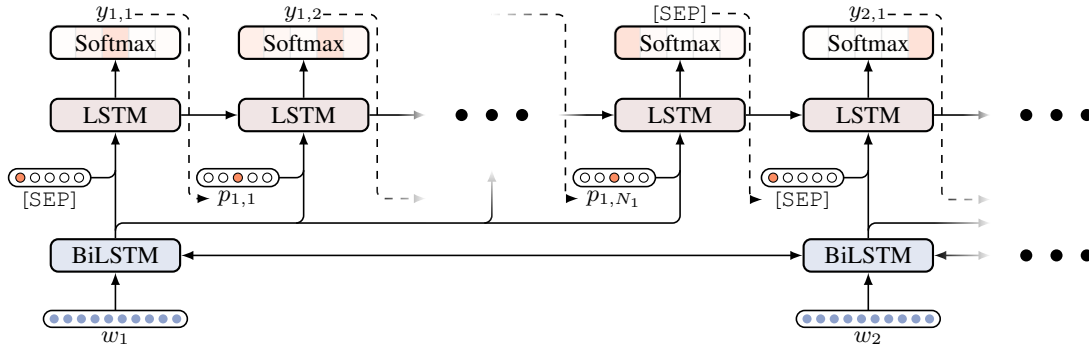 y1,1 y1,2 [SEP] y2,1
Softmax Softmax Softmax Softmax
LSTM LSTM LSTM LSTM
[SEP] p1,1 p1,N1 [SEP]
BiLSTM BiLSTM
w1 w2